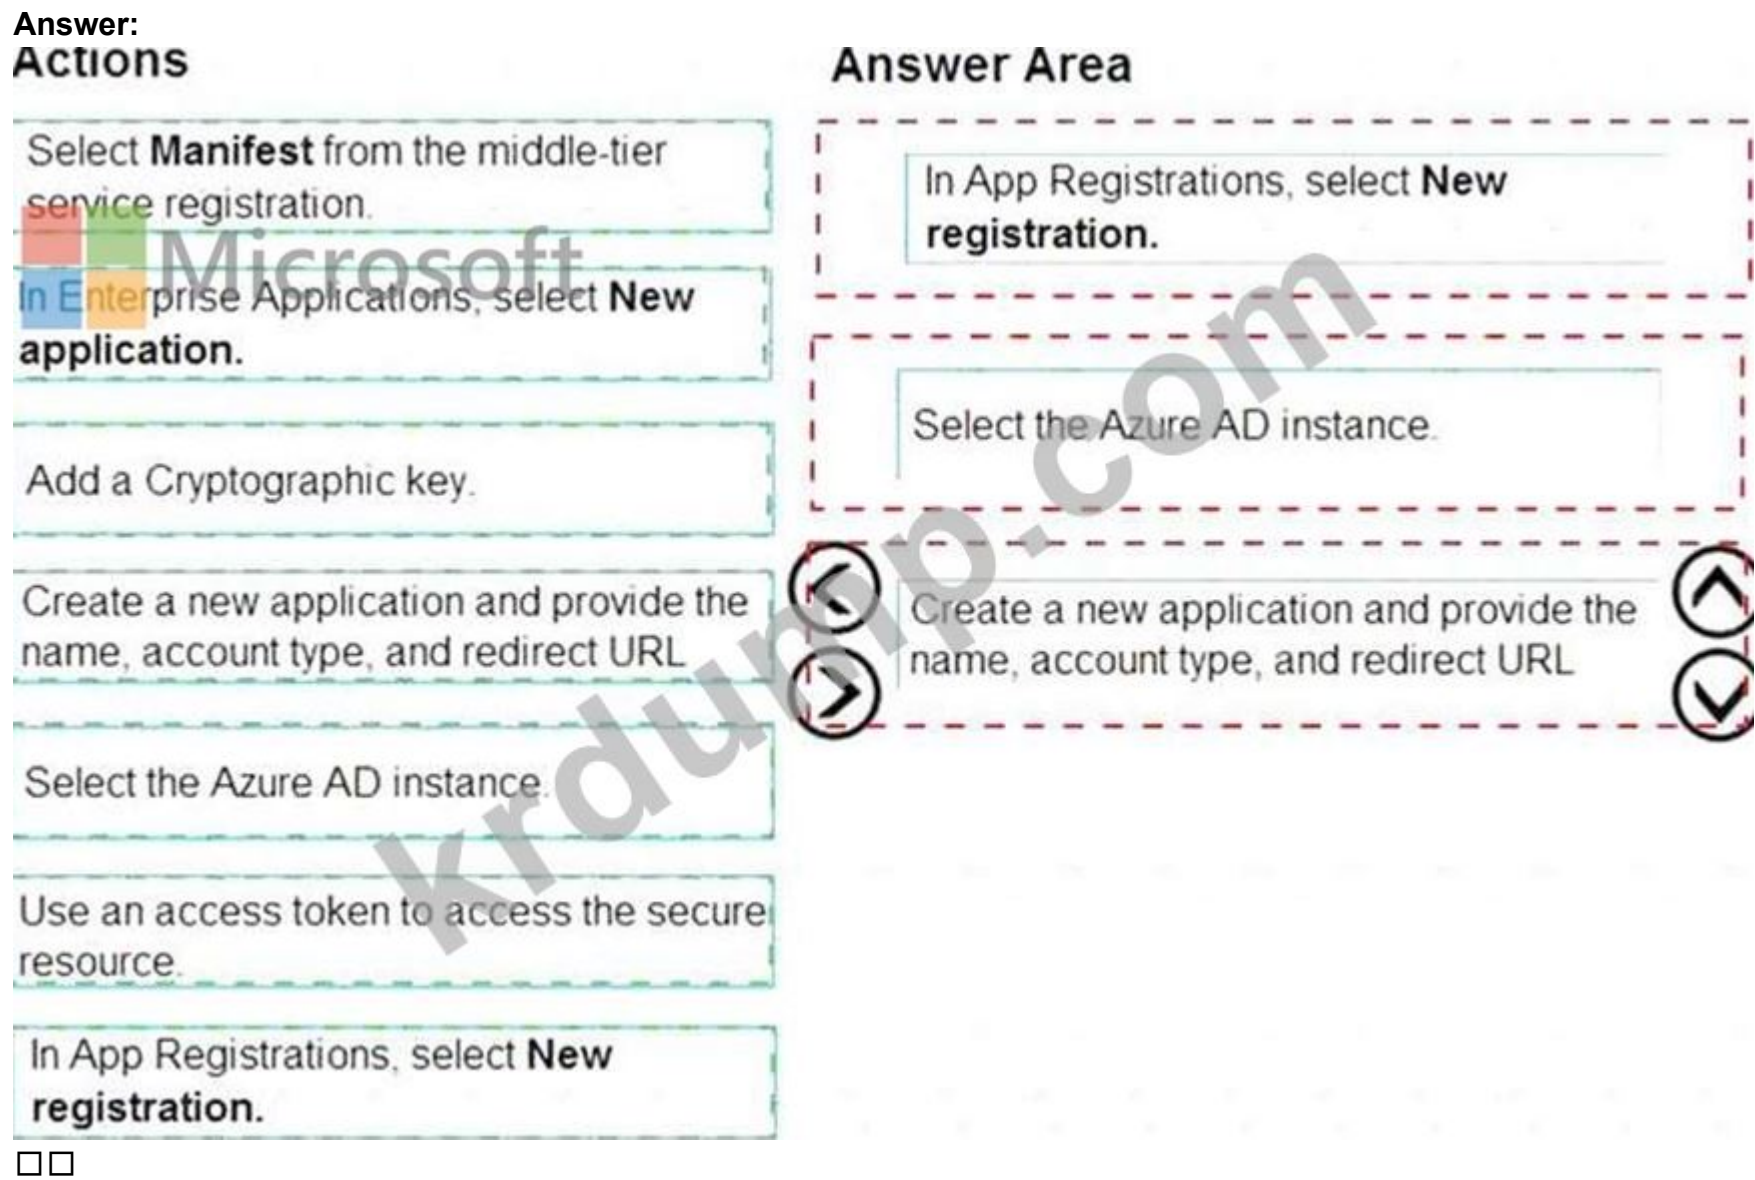 Answer:
Actions
Select Manifest from the middle-tier
service registration.
Microsoft
In Enterprise Applications, select New
application.
Add a Cryptographic key.
Create a new application and provide the
name, account type, and redirect URL
Select the Azure AD instance.
Use an access token to access the secure
resource.
In App Registrations, select New
registration.
Answer Area
In App Registrations, select New
registration.
Select the Azure AD instance.
Create a new application and provide the
name, account type, and redirect URL
krdump.com